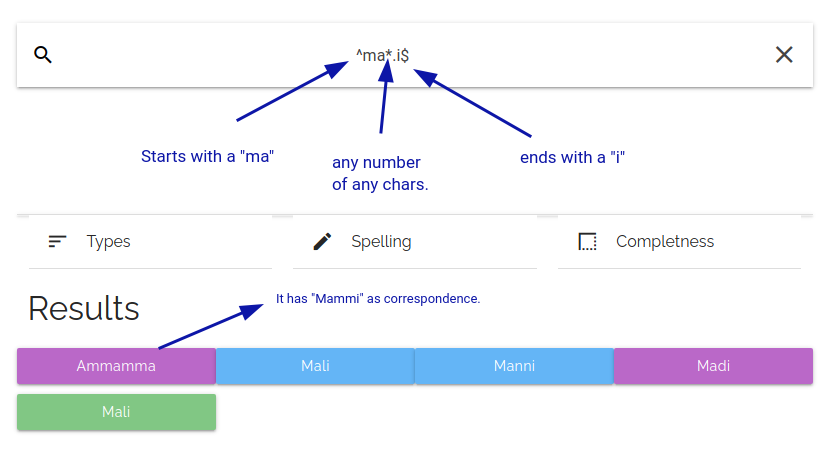 ^ma*.i$
Starts with a "ma"
any number
of any chars.
ends with a "i"
Types
Spelling
Completness
Results
It has "Mammi" as correspondence.
Ammamma
Mali
Manni
Madi
Mali